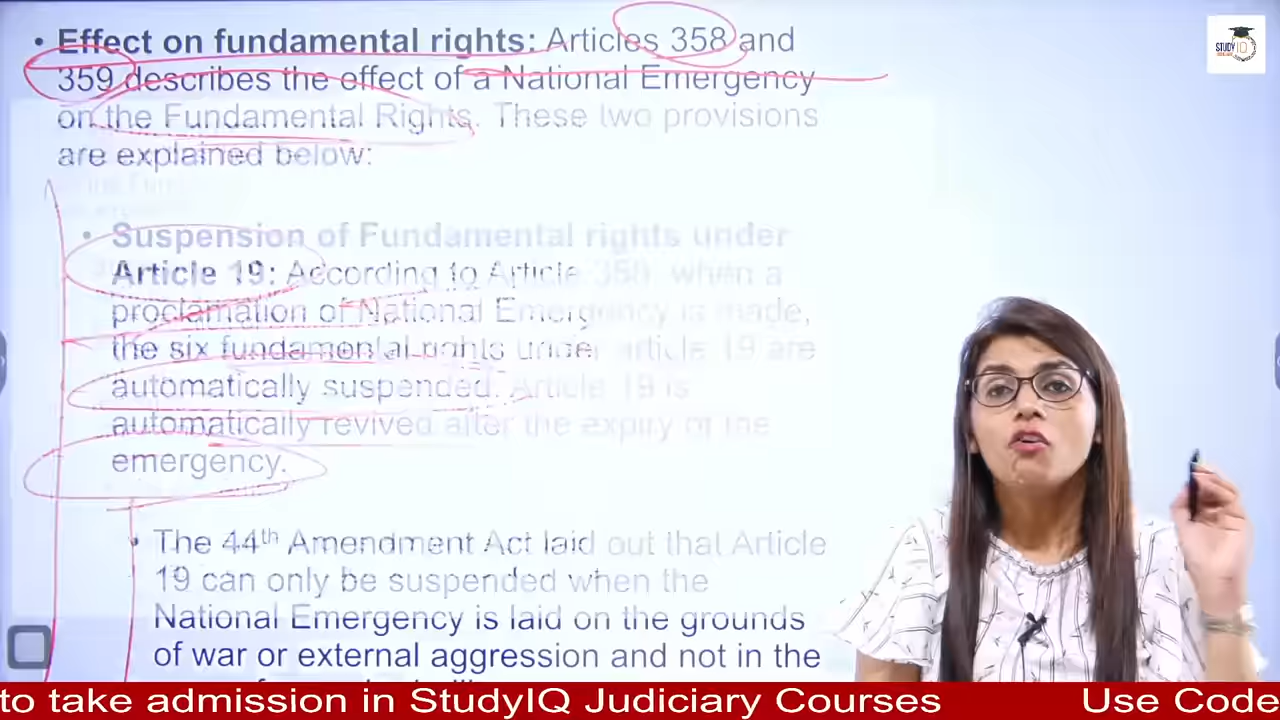 • Effect on fundamental rights: Articles 358 and
359 describes the effect of a National Emergency
on the Fundamental Rights. These two provisions
are explained below:
• Suspension of Fundamental rights under
Article 19: According to Article 358, when a
proclamation of National Emergency is made,
the six fundamental rights under article 19 are
automatically suspended. Article 19 is
automatically revived after the expiry of the
emergency.
• The 44th Amendment Act laid out that Article
19 can only be suspended when the
National Emergency is laid on the grounds
of war or external aggression and not in the
STUDY IQ
to take admission in StudyIQ Judiciary Courses Use Code